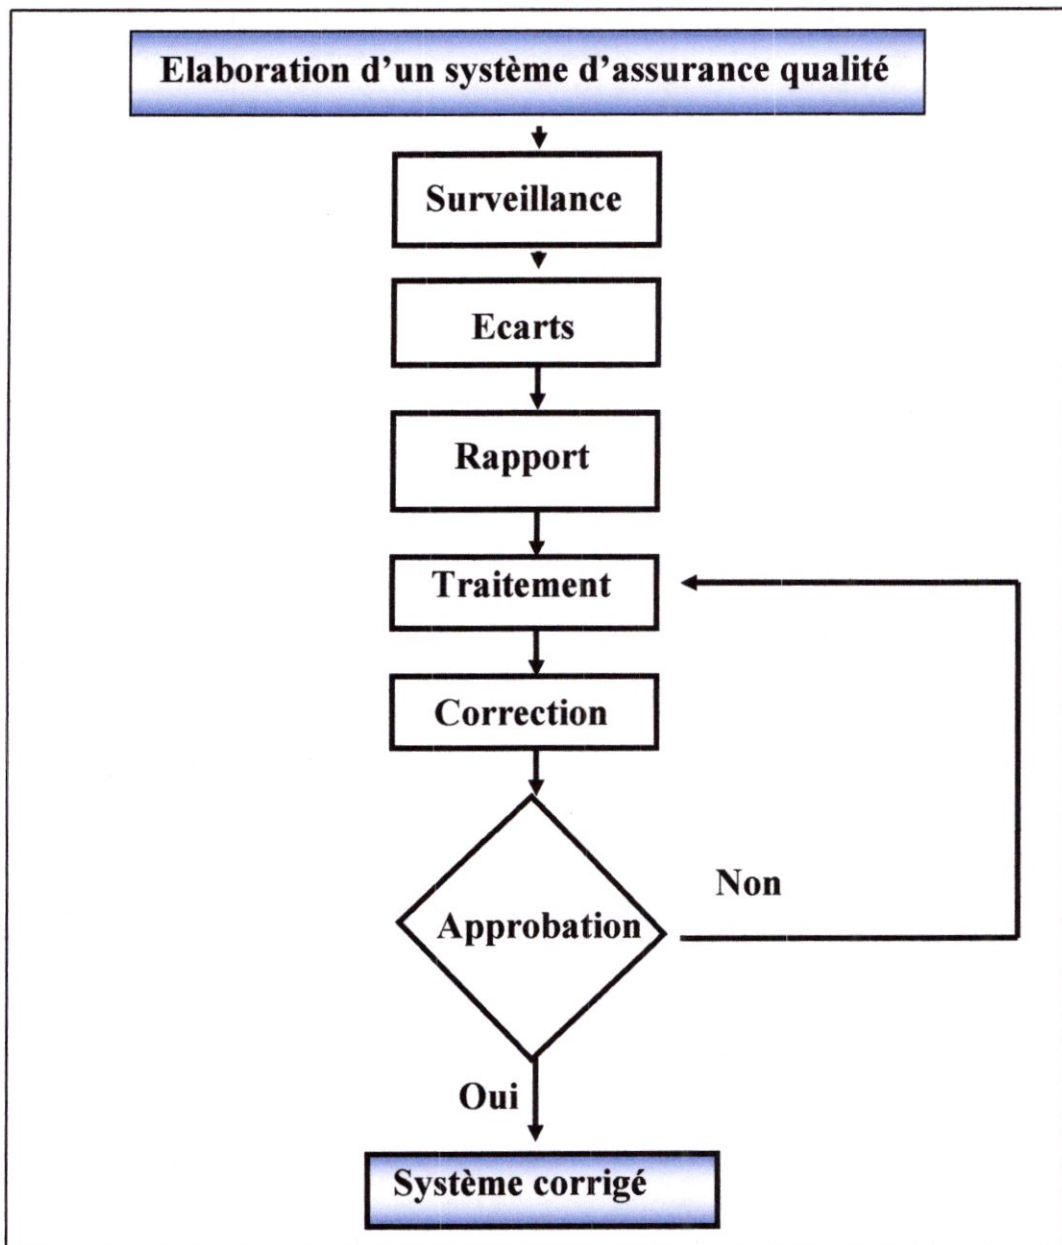 Elaboration d'un système d'assurance qualité
Surveillance
Ecarts
Rapport
Traitement
Correction
Approbation
Non
Oui
Système corrigé